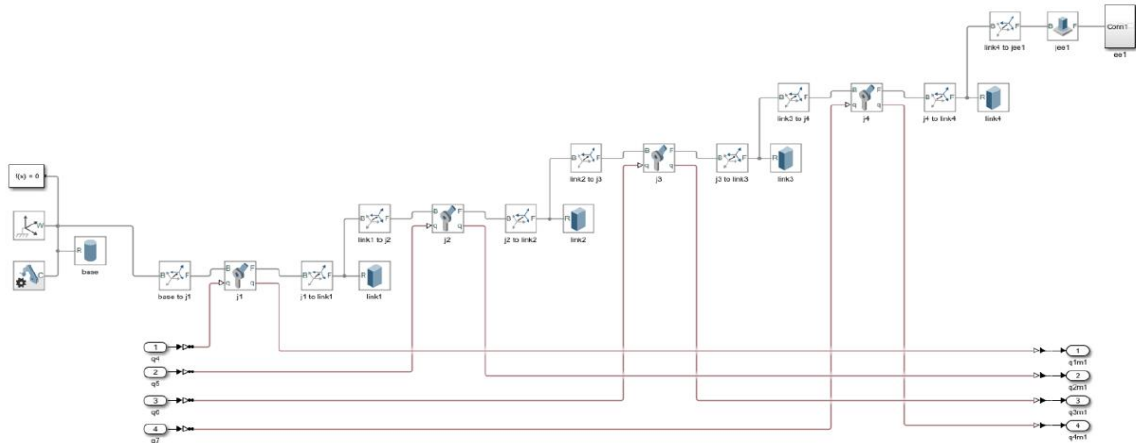 Conn1
link4 to jee1
jee1
ee1
link3 to j4
j4
j4 to link4
link4
link2 to j3
j3
j3 to link3
link3
f(x) = 0
link1 to j2
j2
j2 to link2
link2
base
base to j1
j1
j1 to link1
link1
1
q4
2
q5
3
q6
4
q7
1
q1m1
2
q2m1
3
q3m1
4
q4m1